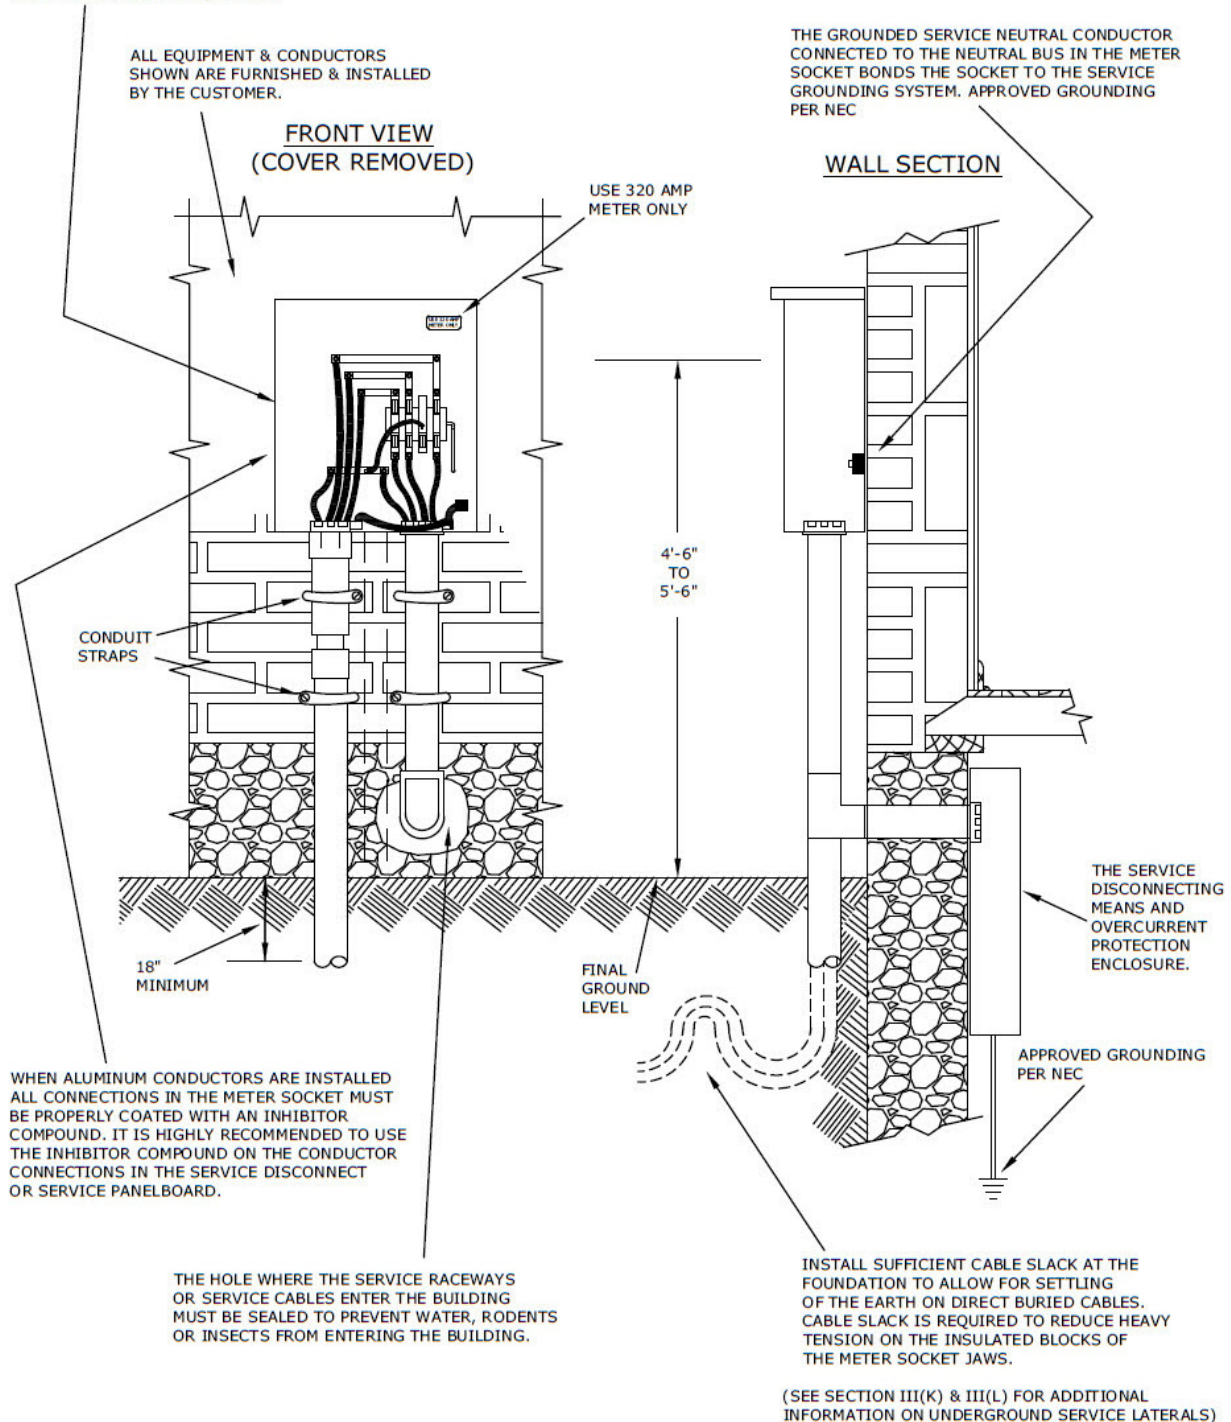 ALL EQUIPMENT & CONDUCTORS
SHOWN ARE FURNISHED & INSTALLED
BY THE CUSTOMER.
THE GROUNDED SERVICE NEUTRAL CONDUCTOR
CONNECTED TO THE NEUTRAL BUS IN THE METER
SOCKET BONDS THE SOCKET TO THE SERVICE
GROUNDING SYSTEM. APPROVED GROUNDING
PER NEC
FRONT VIEW
(COVER REMOVED)
WALL SECTION
USE 320 AMP
METER ONLY
USE 320 AMP
METER ONLY
4'-6"
TO
5'-6"
CONDUIT
STRAPS
18"
MINIMUM
FINAL
GROUND
LEVEL
THE SERVICE
DISCONNECTING
MEANS AND
OVERCURRENT
PROTECTION
ENCLOSURE.
APPROVED GROUNDING
PER NEC
WHEN ALUMINUM CONDUCTORS ARE INSTALLED
ALL CONNECTIONS IN THE METER SOCKET MUST
BE PROPERLY COATED WITH AN INHIBITOR
COMPOUND. IT IS HIGHLY RECOMMENDED TO USE
THE INHIBITOR COMPOUND ON THE CONDUCTOR
CONNECTIONS IN THE SERVICE DISCONNECT
OR SERVICE PANELBOARD.
THE HOLE WHERE THE SERVICE RACEWAYS
OR SERVICE CABLES ENTER THE BUILDING
MUST BE SEALED TO PREVENT WATER, RODENTS
OR INSECTS FROM ENTERING THE BUILDING.
INSTALL SUFFICIENT CABLE SLACK AT THE
FOUNDATION TO ALLOW FOR SETTLING
OF THE EARTH ON DIRECT BURIED CABLES.
CABLE SLACK IS REQUIRED TO REDUCE HEAVY
TENSION ON THE INSULATED BLOCKS OF
THE METER SOCKET JAWS.
(SEE SECTION III(K) & III(L) FOR ADDITIONAL
INFORMATION ON UNDERGROUND SERVICE LATERALS)